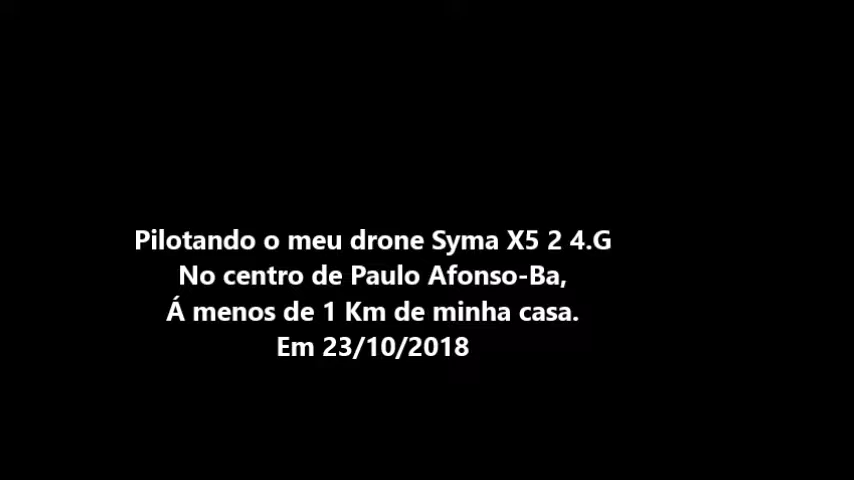 Pilotando o meu drone Syma X5 2 4.G
No centro de Paulo Afonso-Ba,
Á menos de 1 Km de minha casa.
Em 23/10/2018